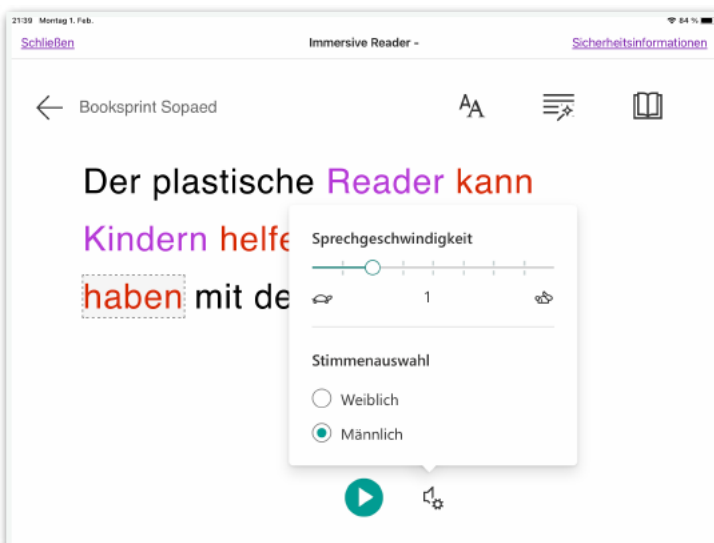 21:39 Montag 1. Feb. 84 %
Schließen Immersive Reader - Sicherheitsinformationen
Booksprint Sopaed AA
Der plastische Reader kann
Kindern helfe
haben mit de
Sprechgeschwindigkeit
1
Stimmenauswahl
Weiblich
Männlich